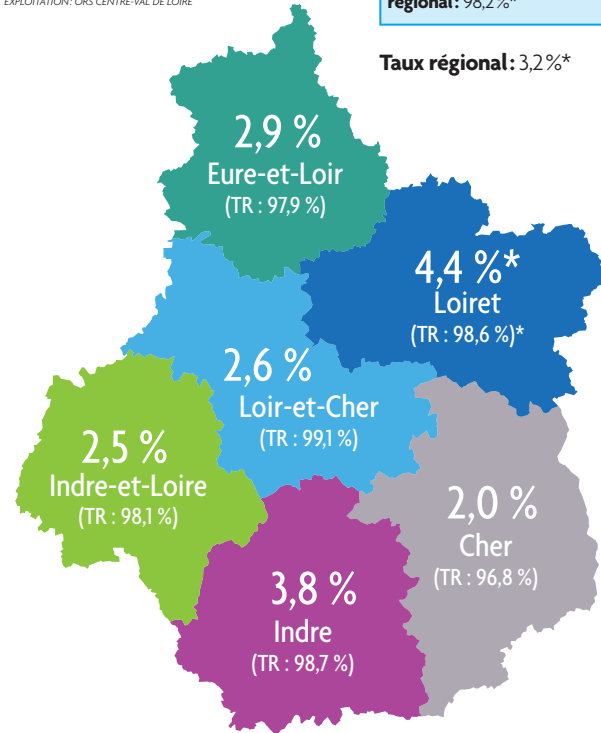 EXPLOITATION: ORS CENTRE-VAL DE LOIRE
régional : 98,2%*
Taux régional : 3,2%*
2,9 %
Eure-et-Loir
(TR : 97,9 %)
4,4 %*
Loiret
(TR : 98,6 %)*
2,6 %
Loir-et-Cher
(TR : 99,1 %)
2,5 %
Indre-et-Loire
(TR : 98,1 %)
2,0 %
Cher
(TR : 96,8 %)
3,8 %
Indre
(TR : 98,7 %)